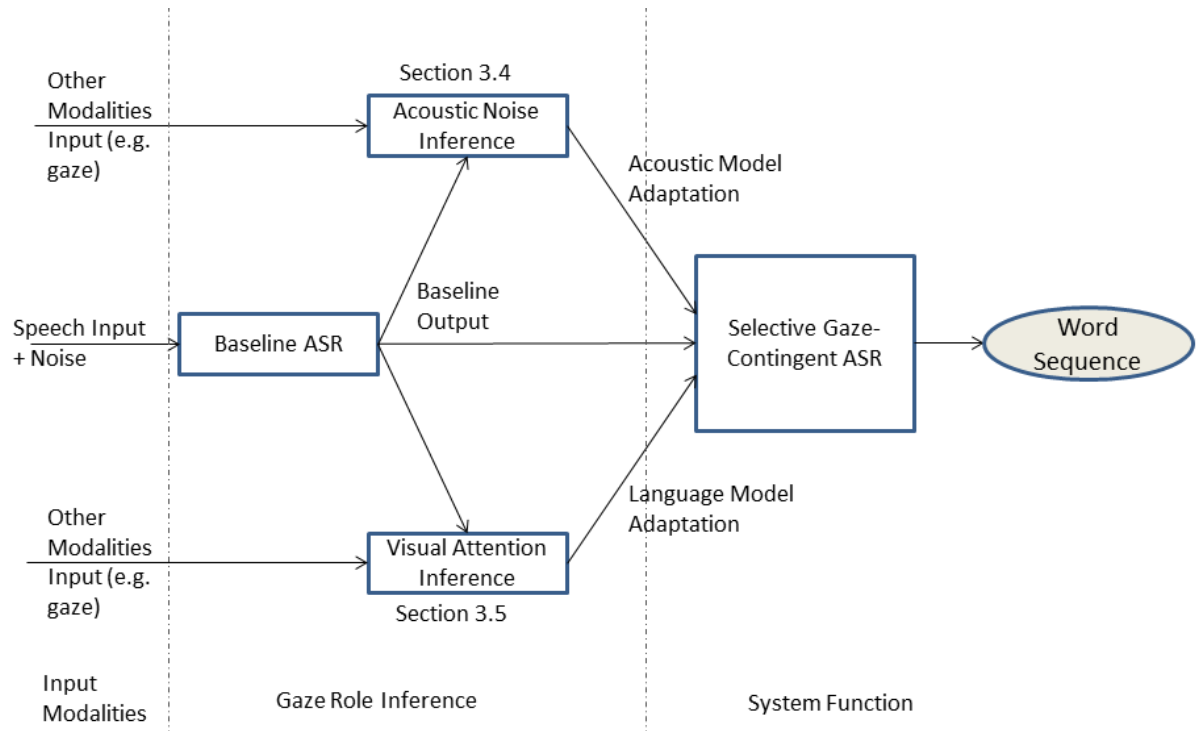 Other
Modalities
Input (e.g.
gaze)
Section 3.4
Acoustic Noise
Inference
Acoustic Model
Adaptation
Speech Input
+ Noise
Baseline ASR
Baseline
Output
Selective Gaze-
Contingent ASR
Word
Sequence
Other
Modalities
Input (e.g.
gaze)
Visual Attention
Inference
Section 3.5
Language Model
Adaptation
Input
Modalities
Gaze Role Inference
System Function